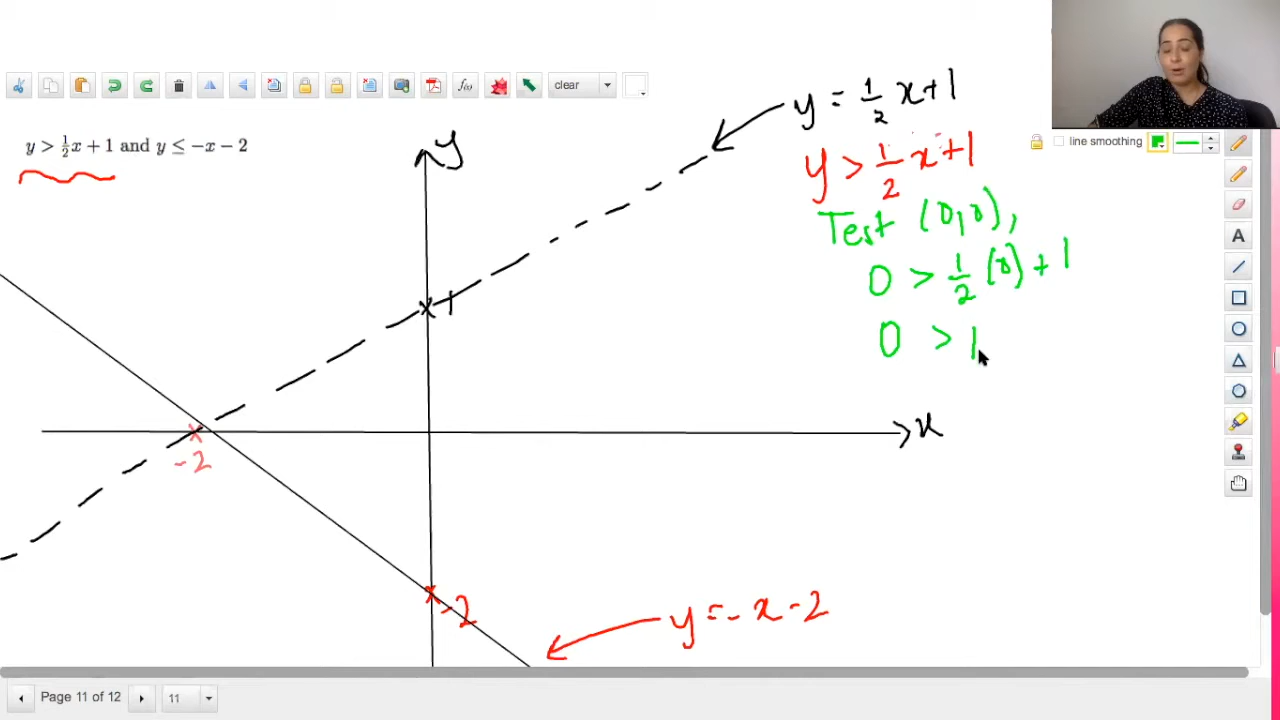 clear
line smoothing
y > 1/2 x + 1 and y ≤ −x − 2
y
y = 1/2 x + 1
y > 1/2 x + 1
Test (0,0),
0 > 1/2 (0) + 1
0 > 1
1
x
-2
-2
y = - x - 2
A
f(x)
Page 11 of 12
11